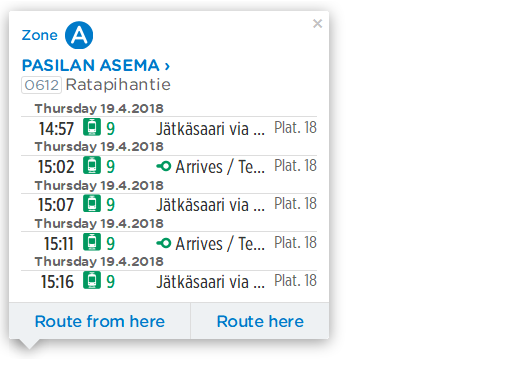 Zone A ×
PASILAN ASEMA ›
0612 Ratapihantie
Thursday 19.4.2018
14:57 9 Jätkäsaari via ... Plat. 18
Thursday 19.4.2018
15:02 9 Arrives / Te... Plat. 18
Thursday 19.4.2018
15:07 9 Jätkäsaari via ... Plat. 18
Thursday 19.4.2018
15:11 9 Arrives / Te... Plat. 18
Thursday 19.4.2018
15:16 9 Jätkäsaari via ... Plat. 18
Route from here Route here